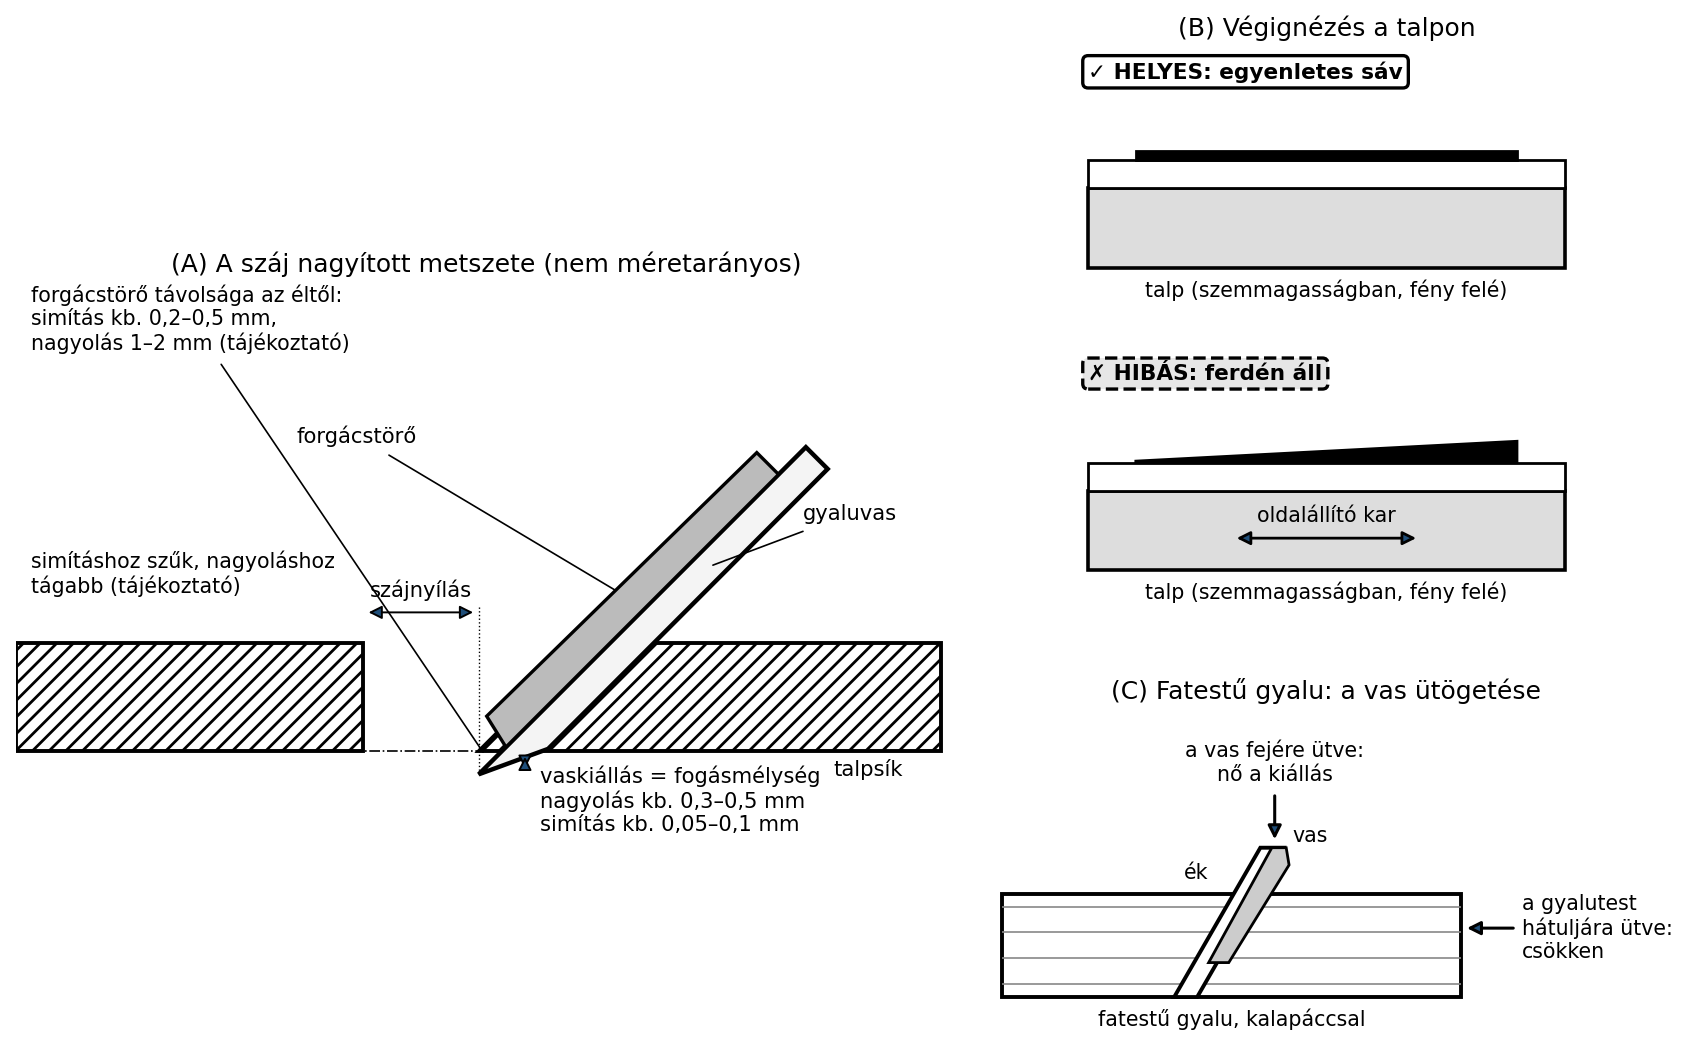 (A) A száj nagyított metszete (nem méretarányos)
forgácstörő távolsága az éltől:
simítás kb. 0,2–0,5 mm,
nagyolás 1–2 mm (tájékoztató)
forgácstörő
gyaluvas
simításhoz szűk, nagyoláshoz
tágabb (tájékoztató)
szájnyílás
talpsík
vaskiállás = fogásmélység
nagyolás kb. 0,3–0,5 mm
simítás kb. 0,05–0,1 mm
(B) Végignézés a talpon
✓ HELYES: egyenletes sáv
talp (szemmagasságban, fény felé)
✗ HIBÁS: ferdén áll
oldalállító kar
talp (szemmagasságban, fény felé)
(C) Fatestű gyalu: a vas ütögetése
a vas fejére ütve:
nő a kiállás
vas
ék
a gyalutest
hátuljára ütve:
csökken
fatestű gyalu, kalapáccsal